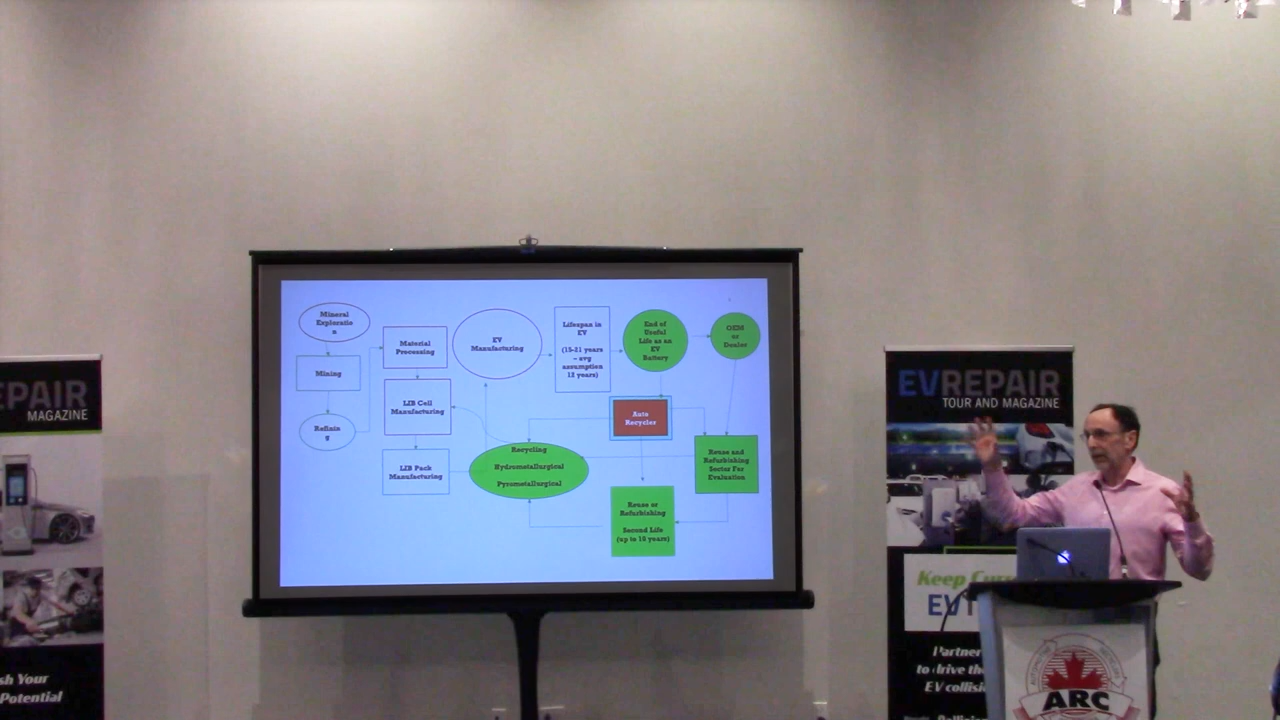 Mineral
Exploratio
n
Mining
Refinin
g
Material
Processing
LIB Cell
Manufacturing
LIB Pack
Manufacturing
EV
Manufacturing
Lifespan in
EV
(15-21 years
– avg
assumption
12 years)
End of
Useful
Life as an
EV
Battery
OEM
or
Dealer
Auto
Recycler
Recycling
Hydrometallurgical
Pyrometallurgical
Reuse and
Refurbishing
Sector For
Evaluation
Reuse or
Refurbishing
Second Life
(up to 10 years)
EPAIR
MAGAZINE
sh Your
Potential
EVREPAIR
TOUR AND MAGAZINE
Keep Curr
EV
Partner
to drive the
EV collisi
ARC